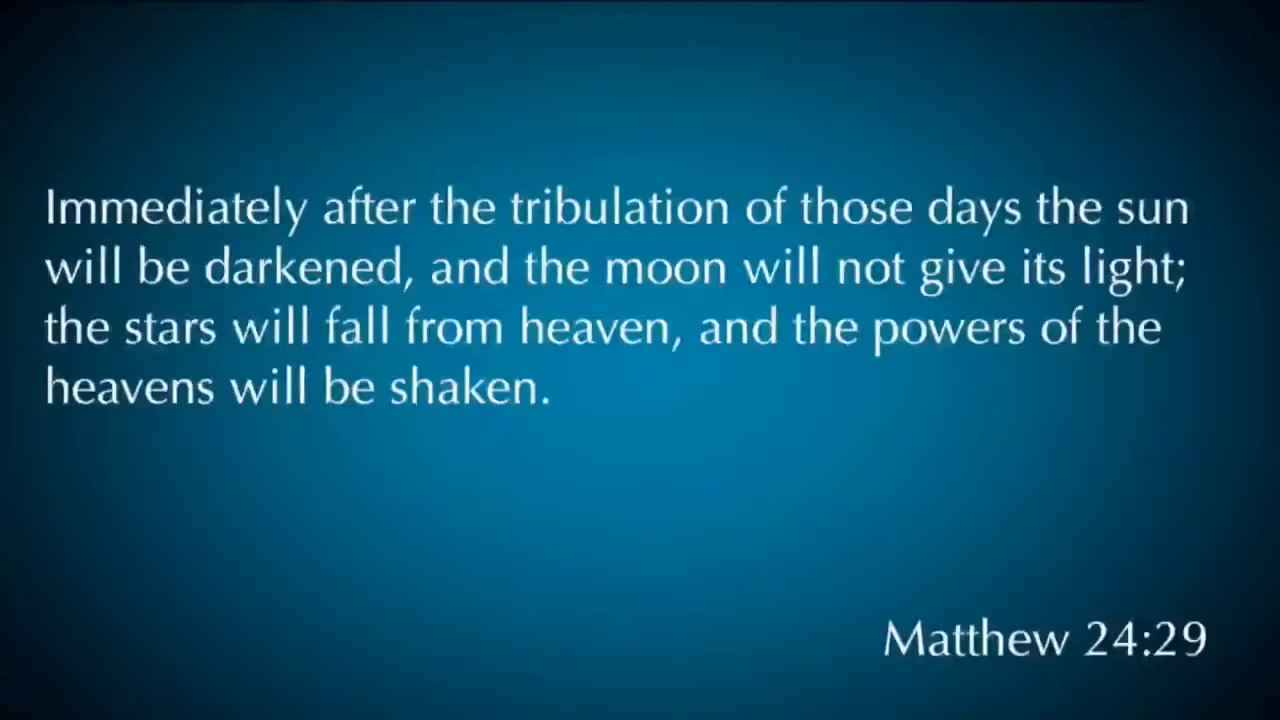 Immediately after the tribulation of those days the sun
will be darkened, and the moon will not give its light;
the stars will fall from heaven, and the powers of the
heavens will be shaken.
Matthew 24:29